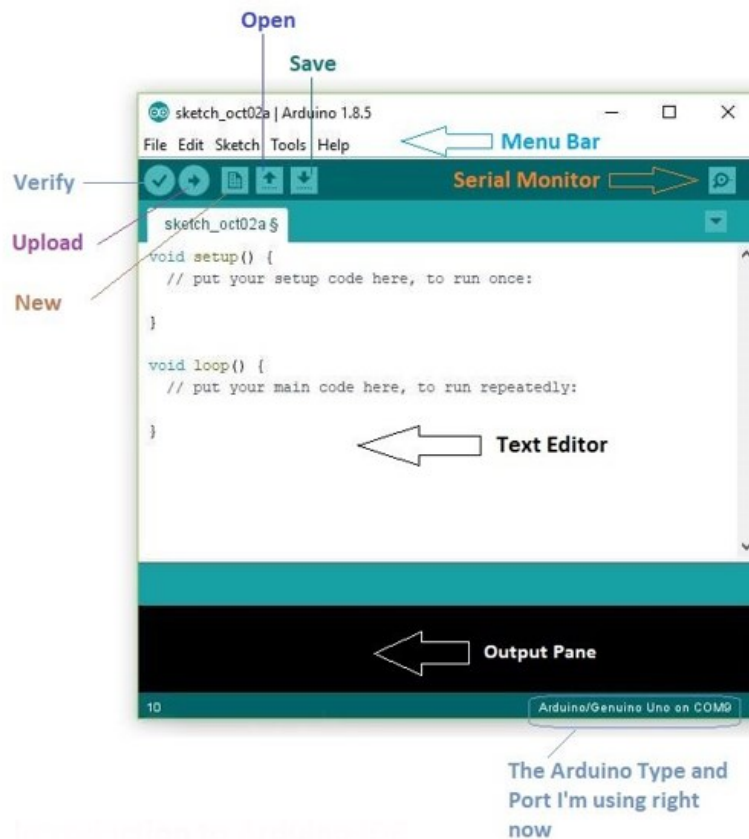 Open
Save
sketch_oct02a | Arduino 1.8.5
File Edit Sketch Tools Help
Menu Bar
Verify
Serial Monitor
Upload
sketch_oct02a §
New
void setup() {
// put your setup code here, to run once:
}
void loop() {
// put your main code here, to run repeatedly:
}
Text Editor
Output Pane
10
Arduino/Genuino Uno on COM9
The Arduino Type and
Port I'm using right
now